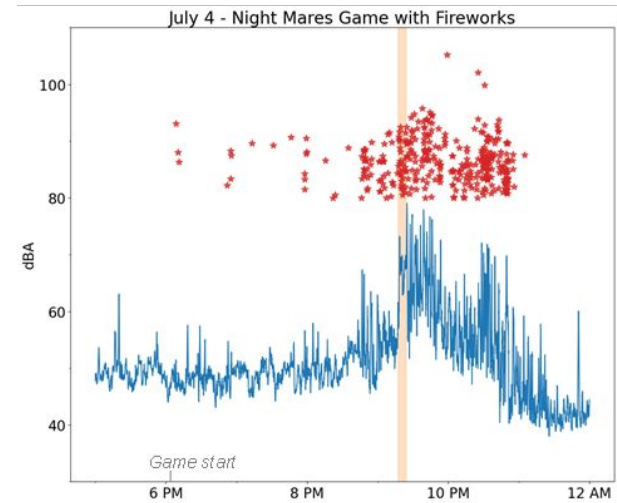 July 4 - Night Mares Game with Fireworks
100
80
60
40
dBA
Game start
6 PM
8 PM
10 PM
12 AM